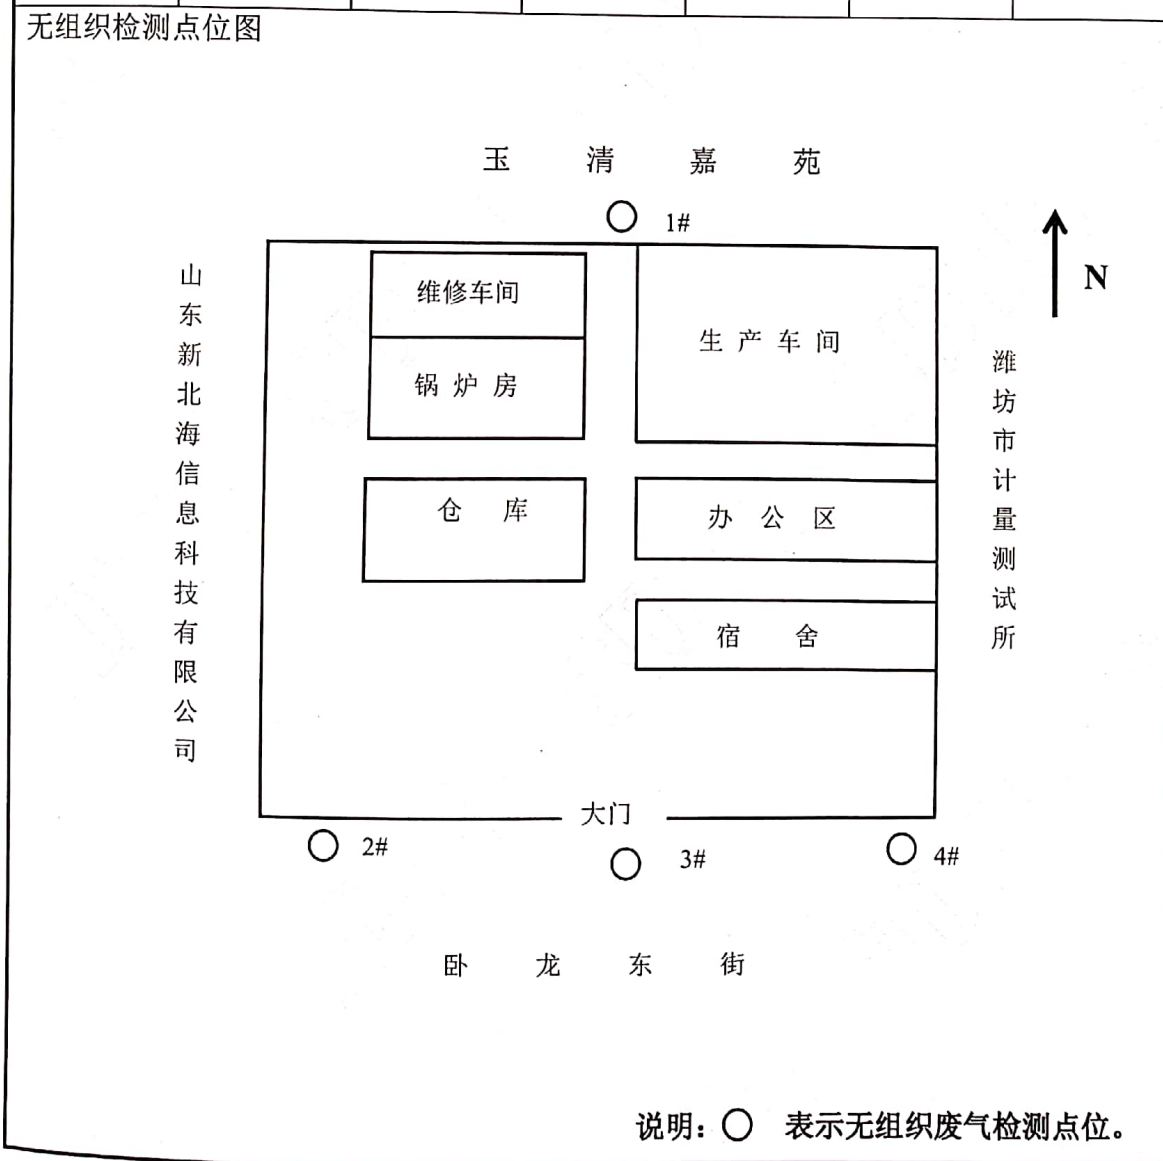 无组织检测点位图
玉清嘉苑
1#
N
山东新北海信息科技有限公司
维修车间
生产车间
锅炉房
潍坊市计量测试所
仓库
办公区
宿舍
大门
2#
3#
4#
卧龙东街
说明：○ 表示无组织废气检测点位。